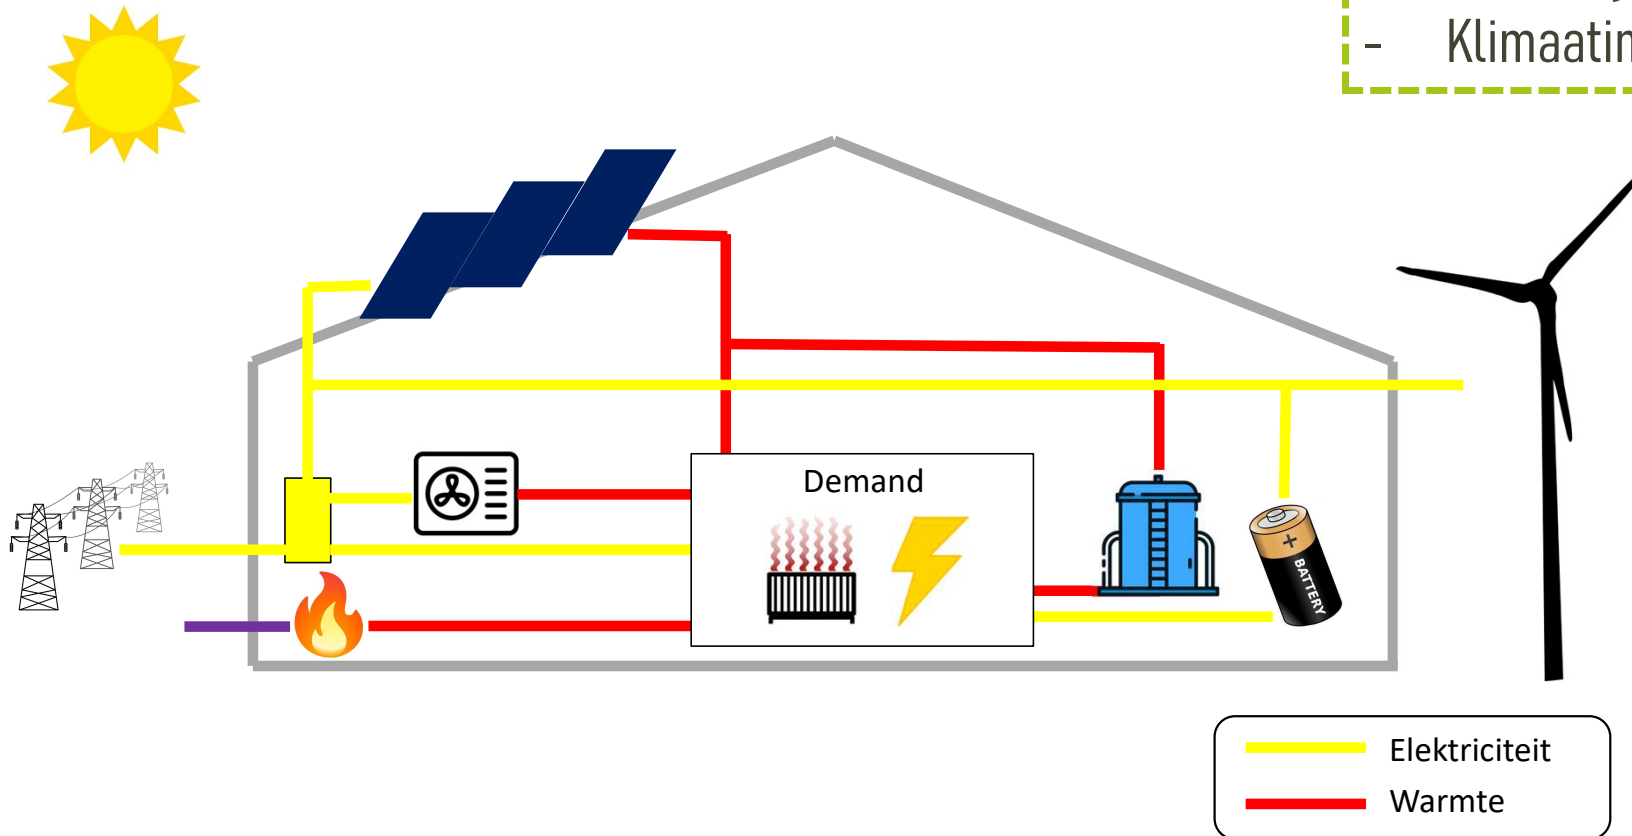 - Klimaatin
Demand
+
BATTERY
Elektriciteit
Warmte